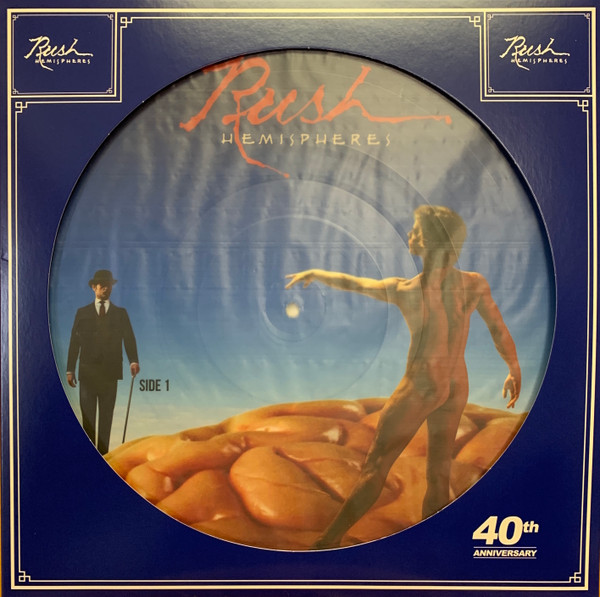 Rush
HEMISPHERES
Rush
HEMISPHERES
Rush
HEMISPHERES
SIDE 1
40th
ANNIVERSARY